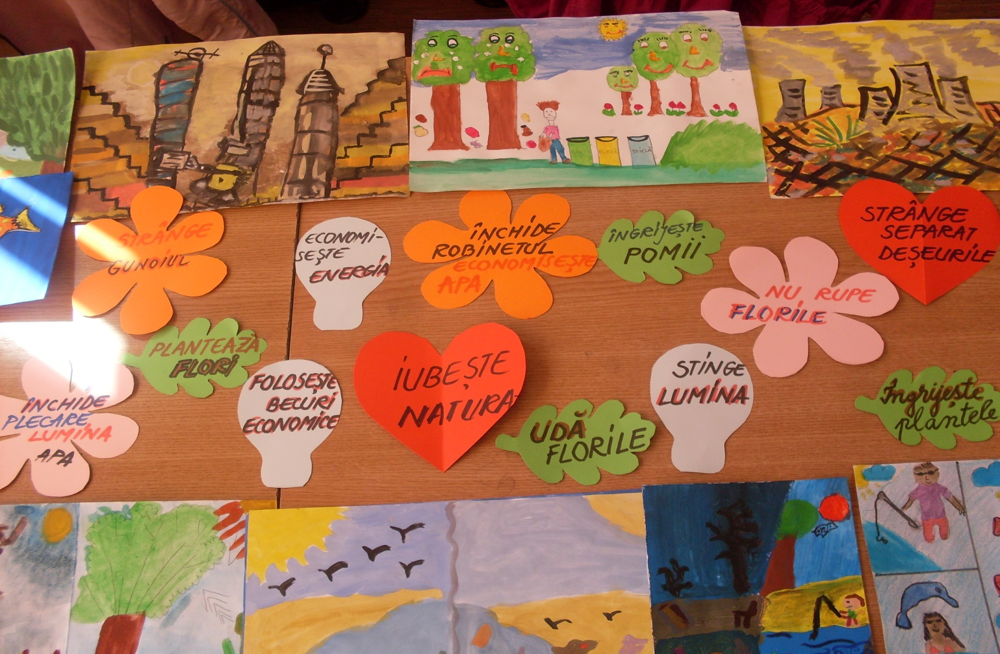 STICLĂ
STRÂNGE
GUNOIUL
ECONOMI-
SEȘTE
ENERGIA
ÎNCHIDE
ROBINETUL
ECONOMISEȘTE
APA
ÎNGRIJEȘTE
POMII
STRÂNGE
SEPARAT
DEȘEURILE
NU RUPE
FLORILE
PLANTEAZĂ
FLORI
FOLOSEȘTE
BECURI
ECONOMICE
IUBEȘTE
NATURA
STINGE
LUMINA
UDĂ
FLORILE
Îngrijește
plantele
ÎNCHIDE
PLECARE
LUMINA
APA